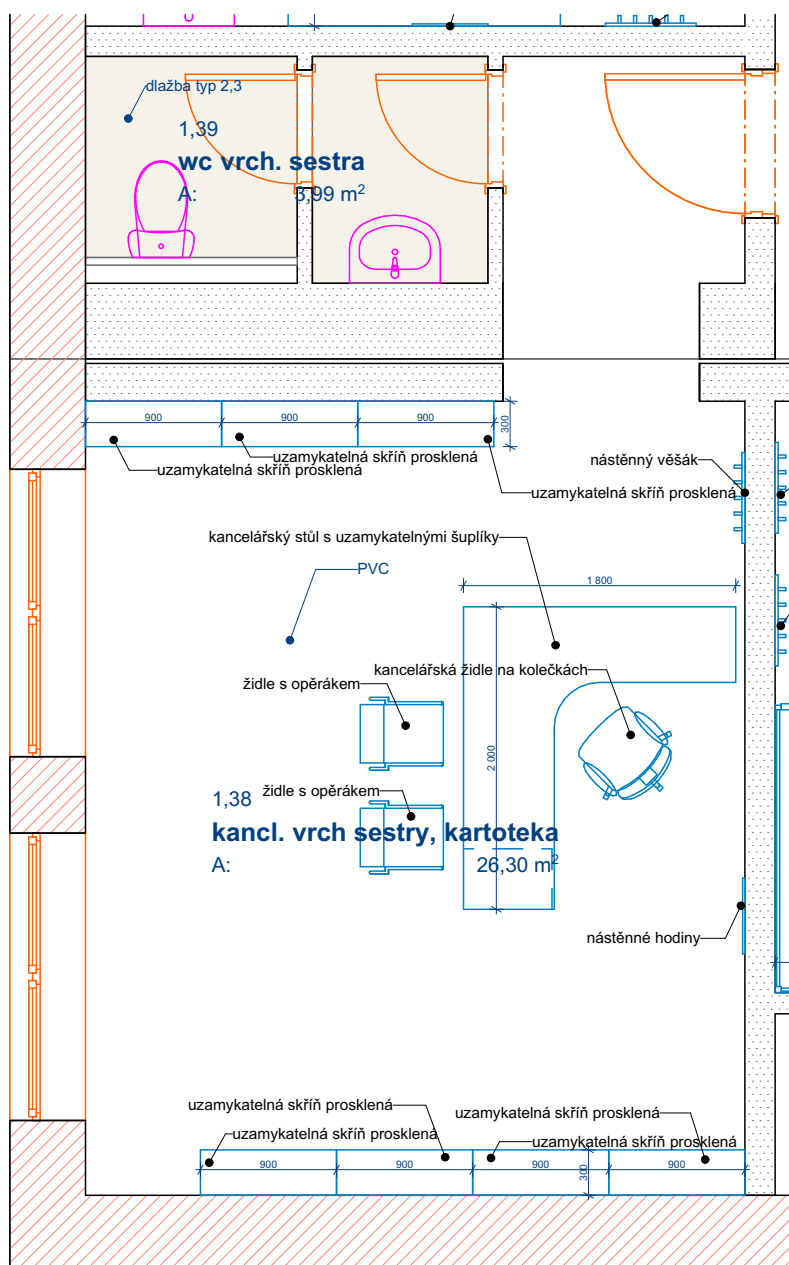 dlažba typ 2,3
1,39
wc vrch. sestra
A: 3,99 m²
900
900
900
300
uzamykatelná skříň prosklená
uzamykatelná skříň prosklená
uzamykatelná skříň prosklená
nástěnný věšák
kancelářský stůl s uzamykatelnými šuplíky
PVC
1 800
kancelářská židle na kolečkách
židle s opěrákem
2 000
židle s opěrákem
1,38
kancl. vrch sestry, kartoteka
A: 26,30 m²
nástěnné hodiny
uzamykatelná skříň prosklená
uzamykatelná skříň prosklená
uzamykatelná skříň prosklená
uzamykatelná skříň prosklená
900
900
900
300
900